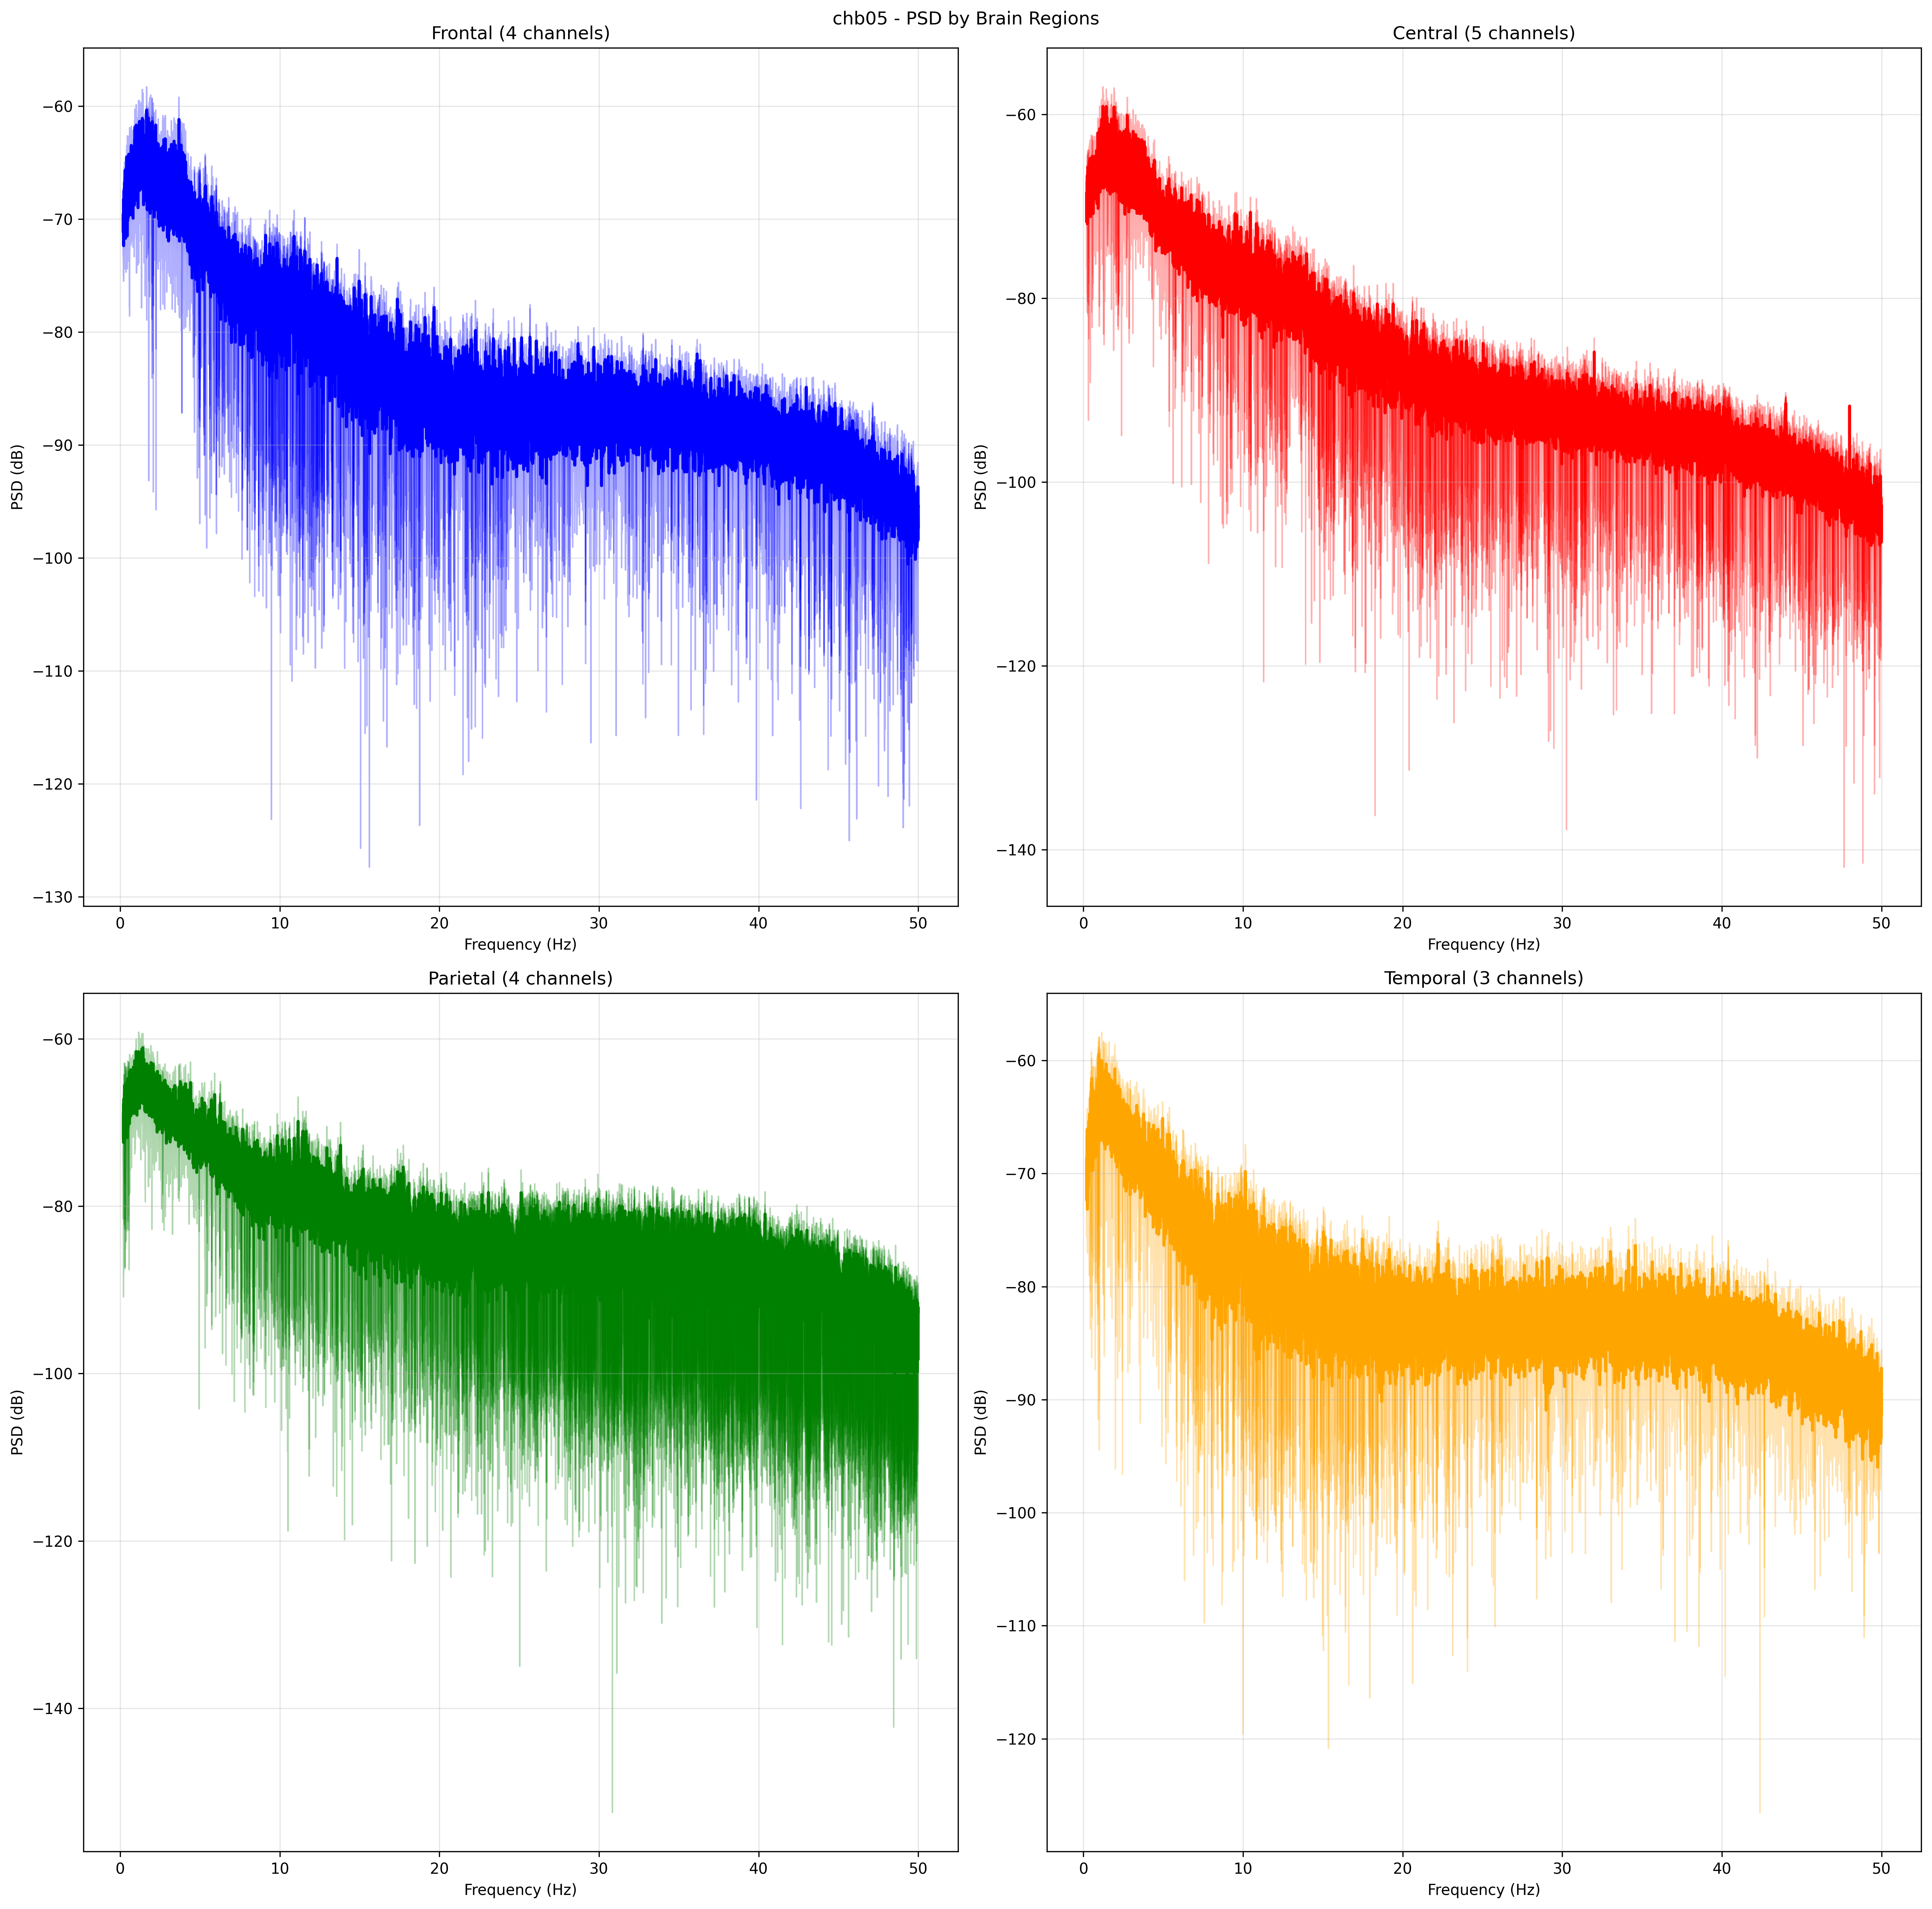 chb05 - PSD by Brain Regions
Frontal (4 channels)
PSD (dB)
−60
−70
−80
−90
−100
−110
−120
−130
0 10 20 30 40 50
Frequency (Hz)
Central (5 channels)
PSD (dB)
−60
−80
−100
−120
−140
0 10 20 30 40 50
Frequency (Hz)
Parietal (4 channels)
PSD (dB)
−60
−80
−100
−120
−140
0 10 20 30 40 50
Frequency (Hz)
Temporal (3 channels)
PSD (dB)
−60
−70
−80
−90
−100
−110
−120
0 10 20 30 40 50
Frequency (Hz)